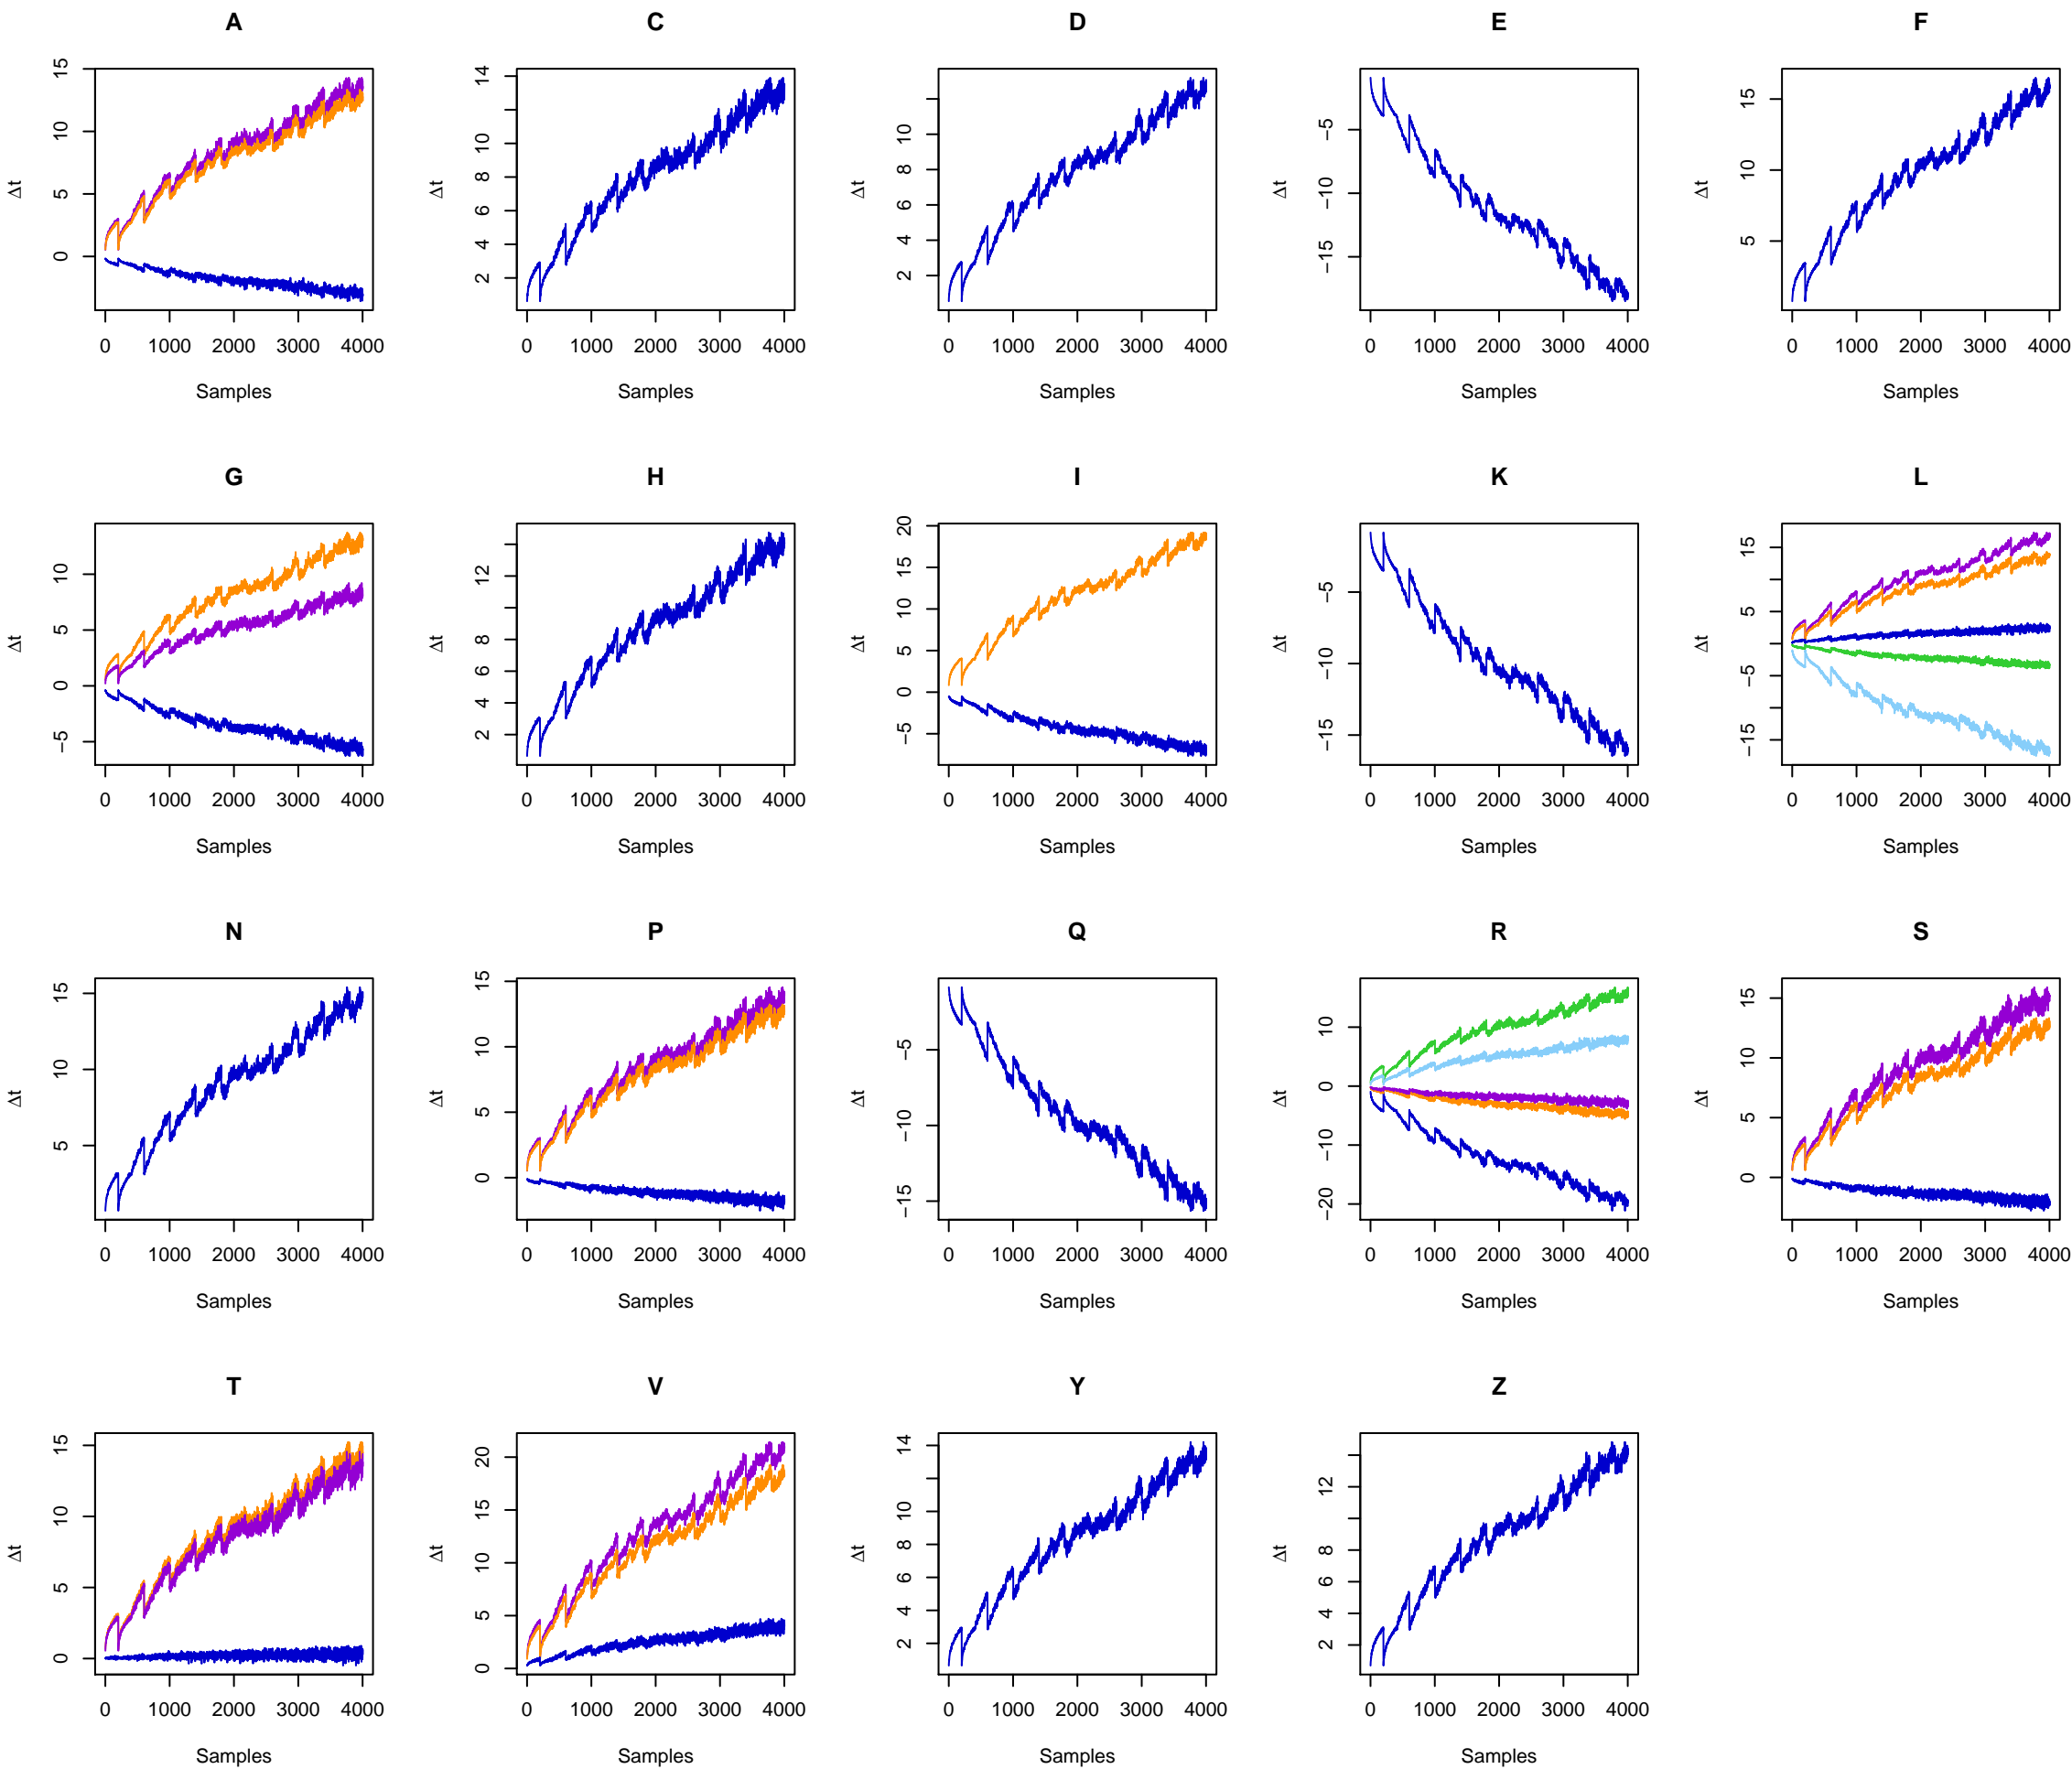 A
Δt
0 5 10 15
0 1000 2000 3000 4000
Samples
C
Δt
2 4 6 8 10 14
0 1000 2000 3000 4000
Samples
D
Δt
2 4 6 8 10
0 1000 2000 3000 4000
Samples
E
Δt
−15 −10 −5
0 1000 2000 3000 4000
Samples
F
Δt
5 10 15
0 1000 2000 3000 4000
Samples
G
Δt
−5 0 5 10
0 1000 2000 3000 4000
Samples
H
Δt
2 4 6 8 12
0 1000 2000 3000 4000
Samples
I
Δt
−5 0 5 10 15 20
0 1000 2000 3000 4000
Samples
K
Δt
−15 −10 −5
0 1000 2000 3000 4000
Samples
L
Δt
−15 −5 5 15
0 1000 2000 3000 4000
Samples
N
Δt
5 10 15
0 1000 2000 3000 4000
Samples
P
Δt
0 5 10 15
0 1000 2000 3000 4000
Samples
Q
Δt
−15 −10 −5
0 1000 2000 3000 4000
Samples
R
Δt
−20 −10 0 10
0 1000 2000 3000 4000
Samples
S
Δt
0 5 10 15
0 1000 2000 3000 4000
Samples
T
Δt
0 5 10 15
0 1000 2000 3000 4000
Samples
V
Δt
0 5 10 15 20
0 1000 2000 3000 4000
Samples
Y
Δt
2 4 6 8 10 14
0 1000 2000 3000 4000
Samples
Z
Δt
2 4 6 8 12
0 1000 2000 3000 4000
Samples